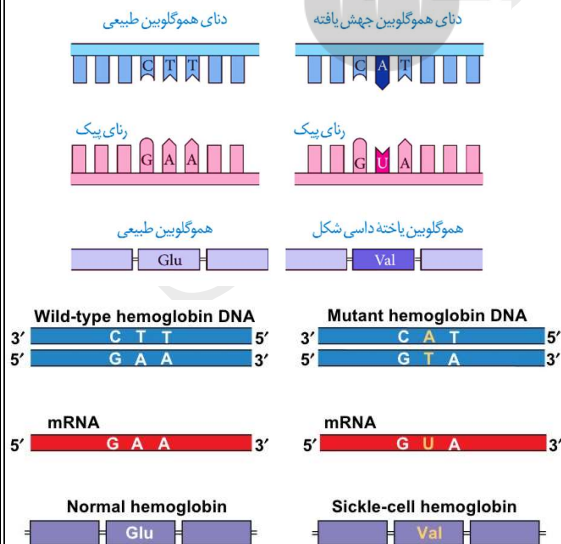 دنای هموگلوبین طبیعی
دنای هموگلوبین جهش یافته
C T T
C A T
رنای پیک
رنای پیک
G A A
G U A
هموگلوبین طبیعی
هموگلوبین یاختهٔ داسی شکل
Glu
Val
Wild-type hemoglobin DNA
Mutant hemoglobin DNA
3′ C T T 5′
3′ C A T 5′
5′ G A A 3′
5′ G T A 3′
mRNA
mRNA
5′ G A A 3′
5′ G U A 3′
Normal hemoglobin
Sickle-cell hemoglobin
Glu
Val